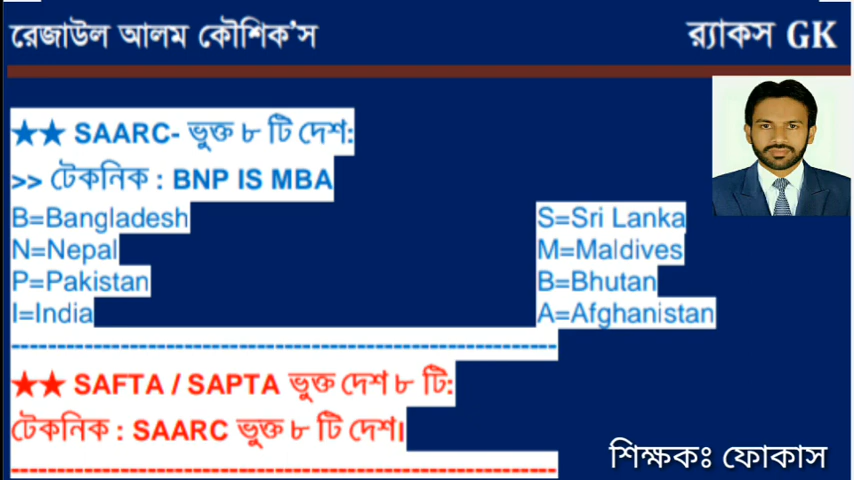 রেজাউল আলম কৌশিক’স
র‍্যাকস GK
★★ SAARC- ভুক্ত ৮ টি দেশ:
>> টেকনিক : BNP IS MBA
B=Bangladesh
N=Nepal
P=Pakistan
I=India
S=Sri Lanka
M=Maldives
B=Bhutan
A=Afghanistan
★★ SAFTA / SAPTA ভুক্ত দেশ ৮ টি:
টেকনিক : SAARC ভুক্ত ৮ টি দেশ।
শিক্ষকঃ ফোকাস